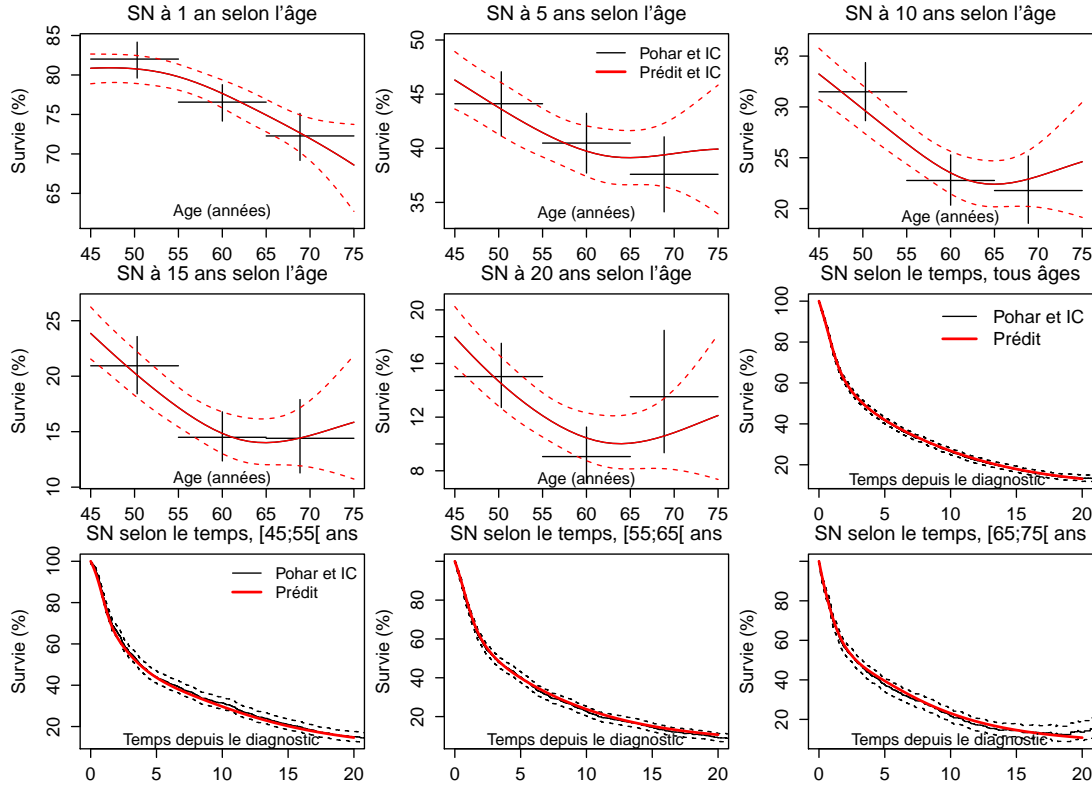 SN à 1 an selon l'âge
Survie (%)
65 70 75 80 85
Age (années)
45 50 55 60 65 70 75
SN à 5 ans selon l'âge
Survie (%)
35 40 45 50
Pohar et IC
Prédit et IC
45 50 55 60 65 70 75
SN à 10 ans selon l'âge
Survie (%)
20 25 30 35
Age (années)
45 50 55 60 65 70 75
SN à 15 ans selon l'âge
Survie (%)
10 15 20 25
Age (années)
45 50 55 60 65 70 75
SN à 20 ans selon l'âge
Survie (%)
8 12 16 20
Age (années)
45 50 55 60 65 70 75
SN selon le temps, tous âges
Survie (%)
20 40 60 80 100
Pohar et IC
Prédit
Temps depuis le diagnostic
0 5 10 15 20
SN selon le temps, [45;55[ ans
Survie (%)
20 40 60 80 100
Pohar et IC
Prédit
Temps depuis le diagnostic
0 5 10 15 20
SN selon le temps, [55;65[ ans
Survie (%)
20 40 60 80
Temps depuis le diagnostic
0 5 10 15 20
SN selon le temps, [65;75[ ans
Survie (%)
20 40 60 80
Temps depuis le diagnostic
0 5 10 15 20